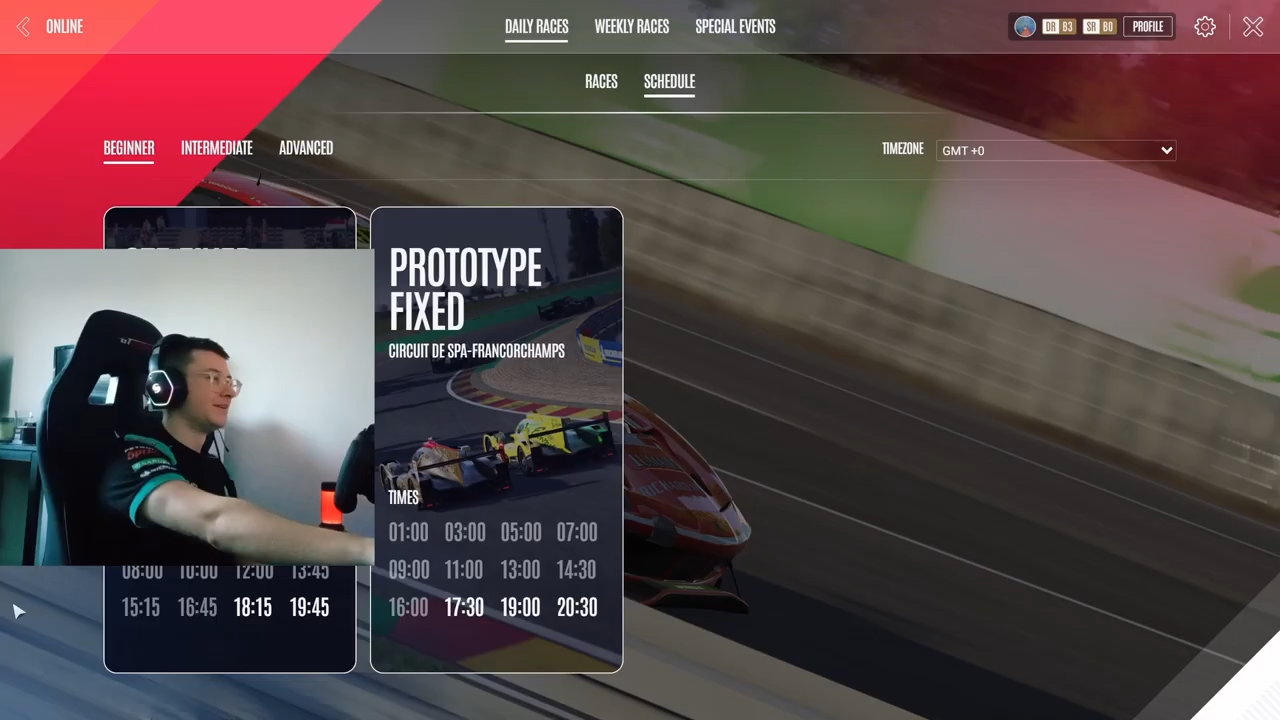 ONLINE
DAILY RACES
WEEKLY RACES
SPECIAL EVENTS
DR B3
SR B0
PROFILE
RACES
SCHEDULE
BEGINNER
INTERMEDIATE
ADVANCED
TIMEZONE
GMT +0
PROTOTYPE
FIXED
CIRCUIT DE SPA-FRANCORCHAMPS
TIMES
01:00 03:00 05:00 07:00
09:00 11:00 13:00 14:30
16:00 17:30 19:00 20:30
08:00 10:00 12:00 13:45
15:15 16:45 18:15 19:45